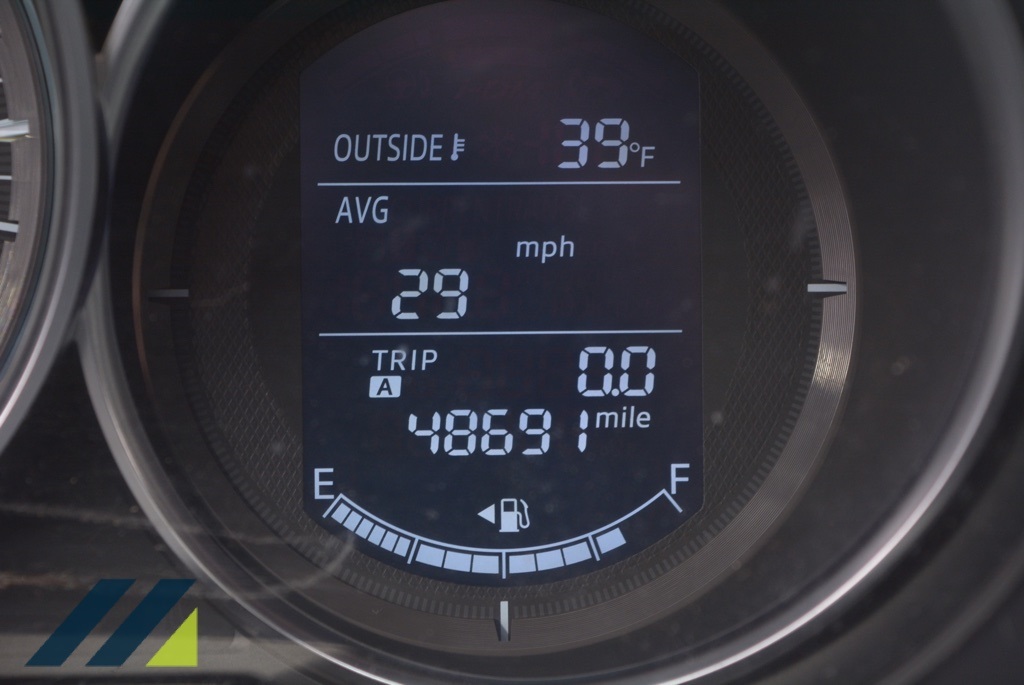 OUTSIDE 39°F
AVG
mph
29
TRIP 0.0
A
48691 mile
E F